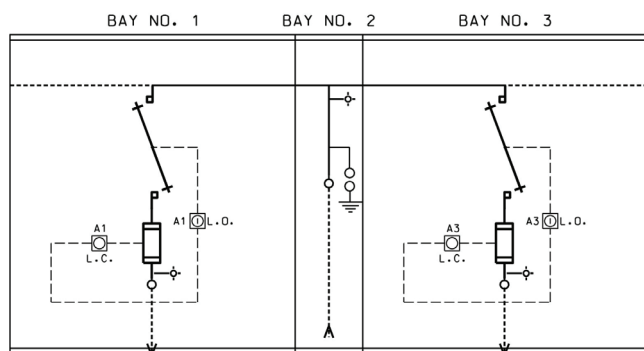 BAY NO. 1 BAY NO. 2 BAY NO. 3
A1 L.O. A3 L.O.
A1 A3
L.C. L.C.